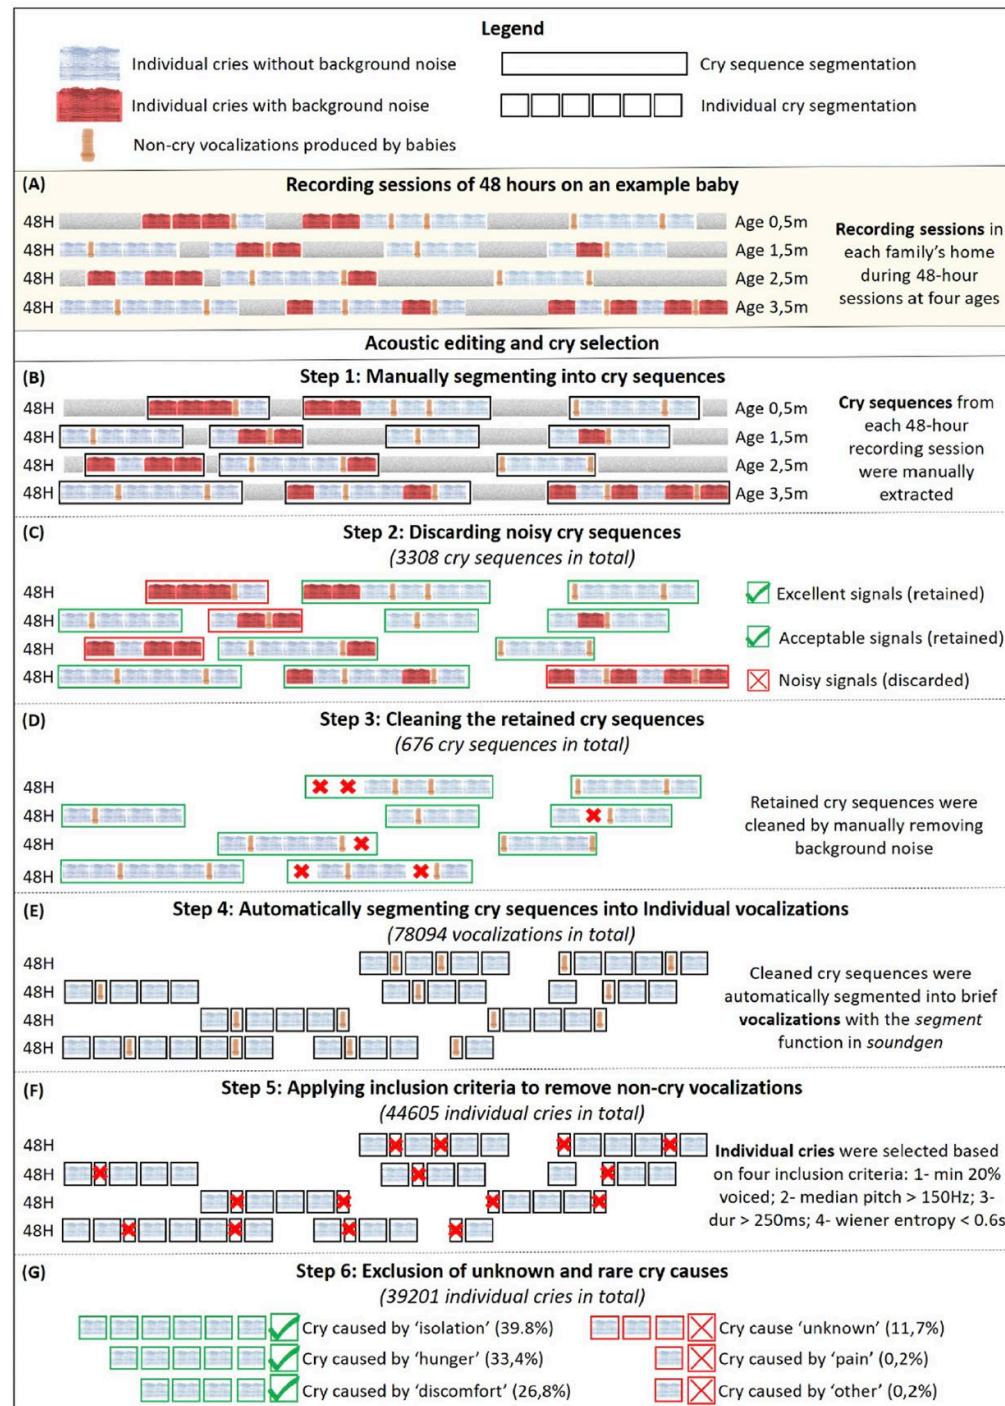 Legend
Individual cries without background noise
Cry sequence segmentation
Individual cries with background noise
Individual cry segmentation
Non-cry vocalizations produced by babies
(A) Recording sessions of 48 hours on an example baby
48H Age 0,5m
48H Age 1,5m
48H Age 2,5m
48H Age 3,5m
Recording sessions in
each family's home
during 48-hour
sessions at four ages
Acoustic editing and cry selection
(B) Step 1: Manually segmenting into cry sequences
48H Age 0,5m
48H Age 1,5m
48H Age 2,5m
48H Age 3,5m
Cry sequences from
each 48-hour
recording session
were manually
extracted
(C) Step 2: Discarding noisy cry sequences
(3308 cry sequences in total)
48H
48H
48H
48H
Excellent signals (retained)
Acceptable signals (retained)
Noisy signals (discarded)
(D) Step 3: Cleaning the retained cry sequences
(676 cry sequences in total)
48H
48H
48H
48H
Retained cry sequences were
cleaned by manually removing
background noise
(E) Step 4: Automatically segmenting cry sequences into Individual vocalizations
(78094 vocalizations in total)
48H
48H
48H
48H
Cleaned cry sequences were
automatically segmented into brief
vocalizations with the segment
function in soundgen
(F) Step 5: Applying inclusion criteria to remove non-cry vocalizations
(44605 individual cries in total)
48H
48H
48H
48H
Individual cries were selected based
on four inclusion criteria: 1- min 20%
voiced; 2- median pitch > 150Hz; 3-
dur > 250ms; 4- wiener entropy < 0.6s
(G) Step 6: Exclusion of unknown and rare cry causes
(39201 individual cries in total)
Cry caused by 'isolation' (39.8%)
Cry cause 'unknown' (11,7%)
Cry caused by 'hunger' (33,4%)
Cry caused by 'pain' (0,2%)
Cry caused by 'discomfort' (26,8%)
Cry caused by 'other' (0,2%)